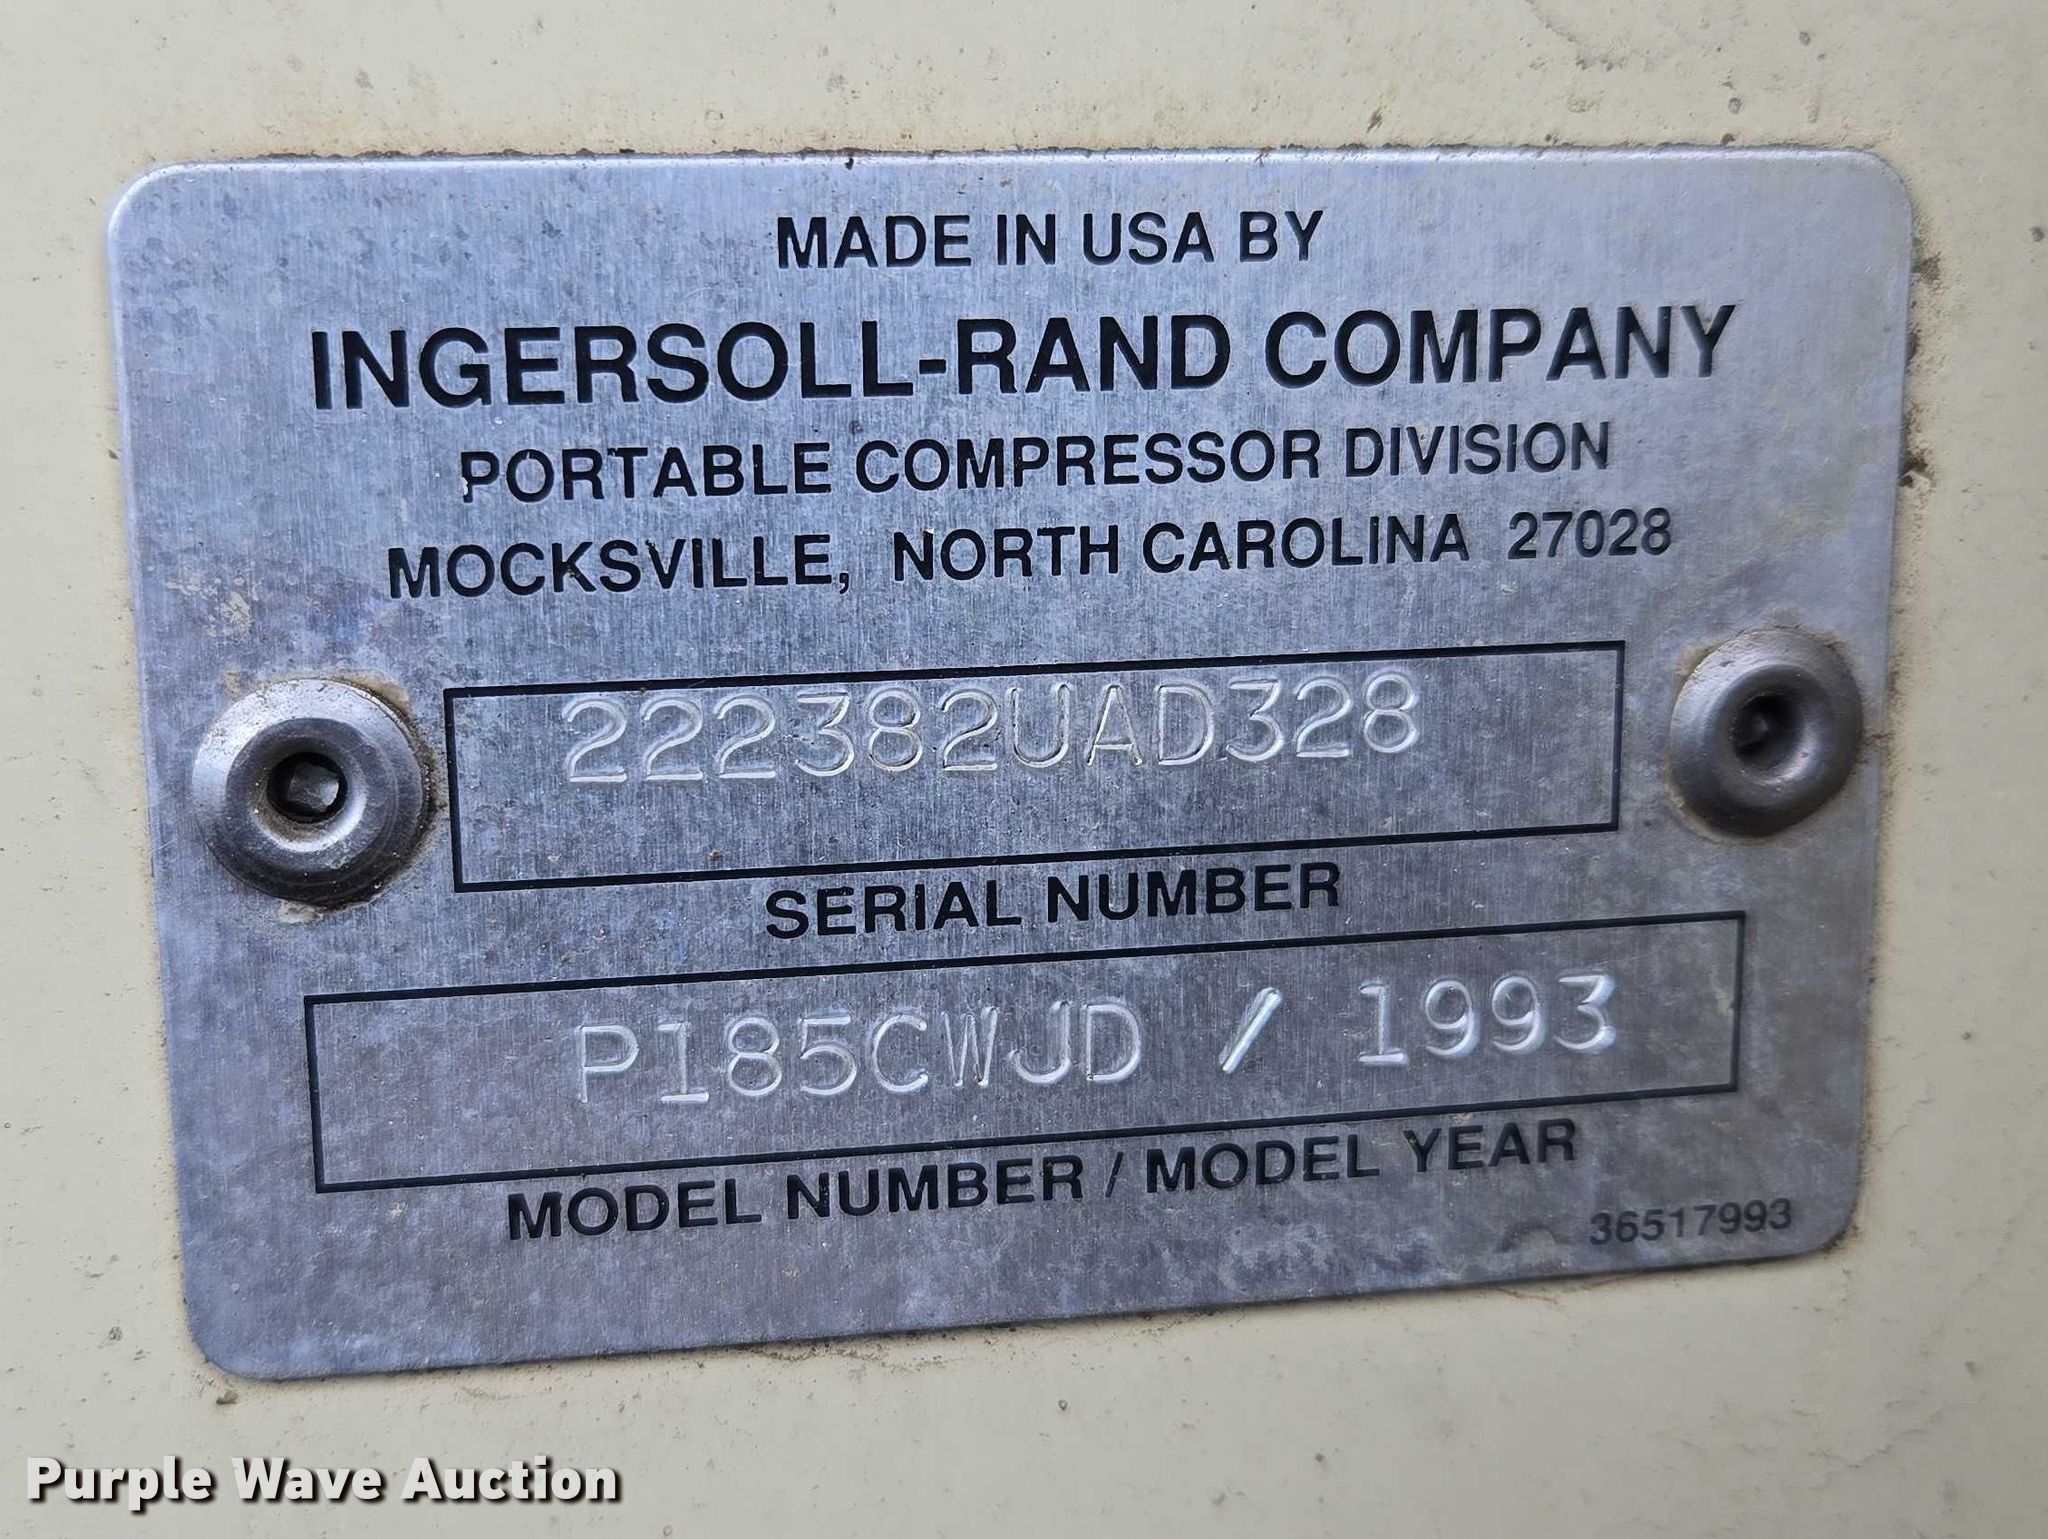 MADE IN USA BY
INGERSOLL-RAND COMPANY
PORTABLE COMPRESSOR DIVISION
MOCKSVILLE, NORTH CAROLINA 27028
222382UAD328
SERIAL NUMBER
P185CWJD / 1993
MODEL NUMBER / MODEL YEAR
36517993
Purple Wave Auction